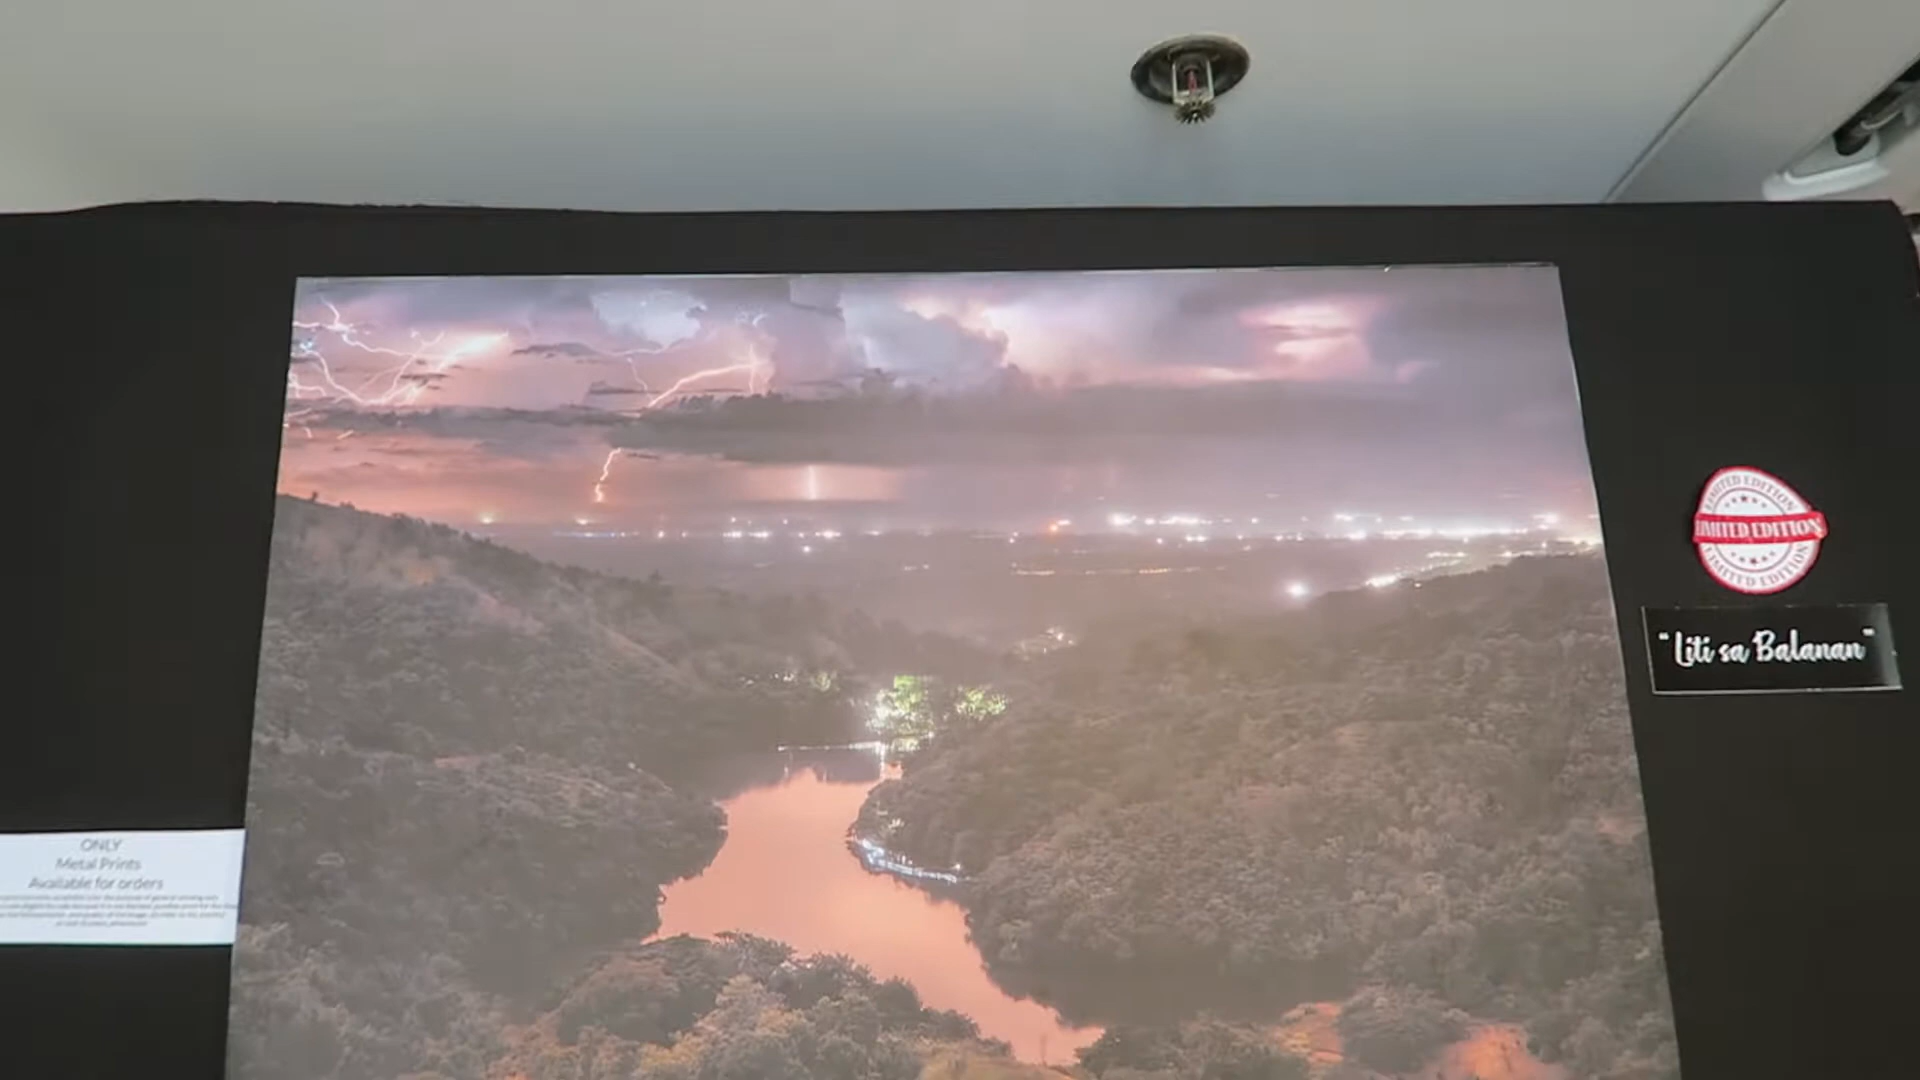 LIMITED EDITION
LIMITED EDITION
LIMITED EDITION
"Liti sa Balanan"
ONLY
Metal Prints
Available for orders